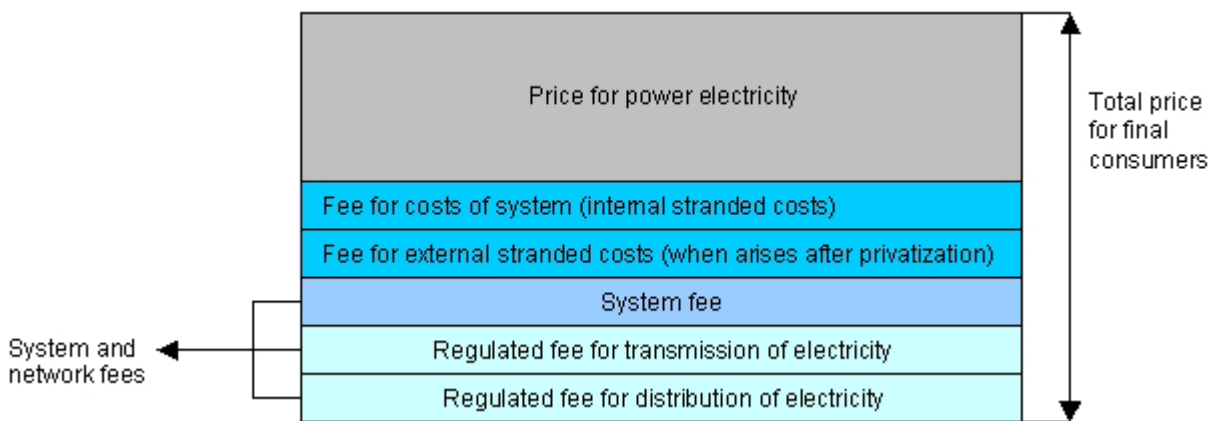 Price for power electricity
Total price
for final
consumers
Fee for costs of system (internal stranded costs)
Fee for external stranded costs (when arises after privatization)
System fee
System and
network fees
Regulated fee for transmission of electricity
Regulated fee for distribution of electricity